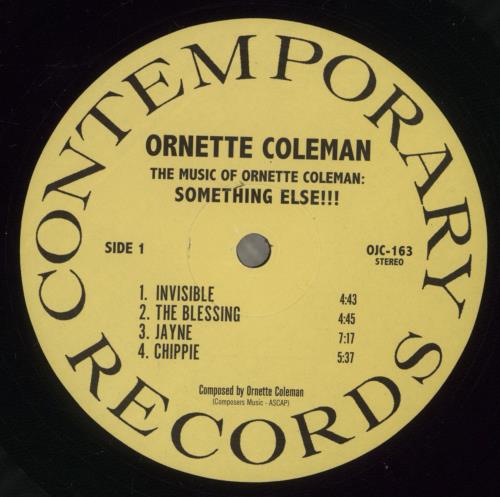 CONTEMPORARY RECORDS
ORNETTE COLEMAN
THE MUSIC OF ORNETTE COLEMAN:
SOMETHING ELSE!!!
SIDE 1
OJC-163
STEREO
1. INVISIBLE 4:43
2. THE BLESSING 4:45
3. JAYNE 7:17
4. CHIPPIE 5:37
Composed by Ornette Coleman
(Composers Music - ASCAP)